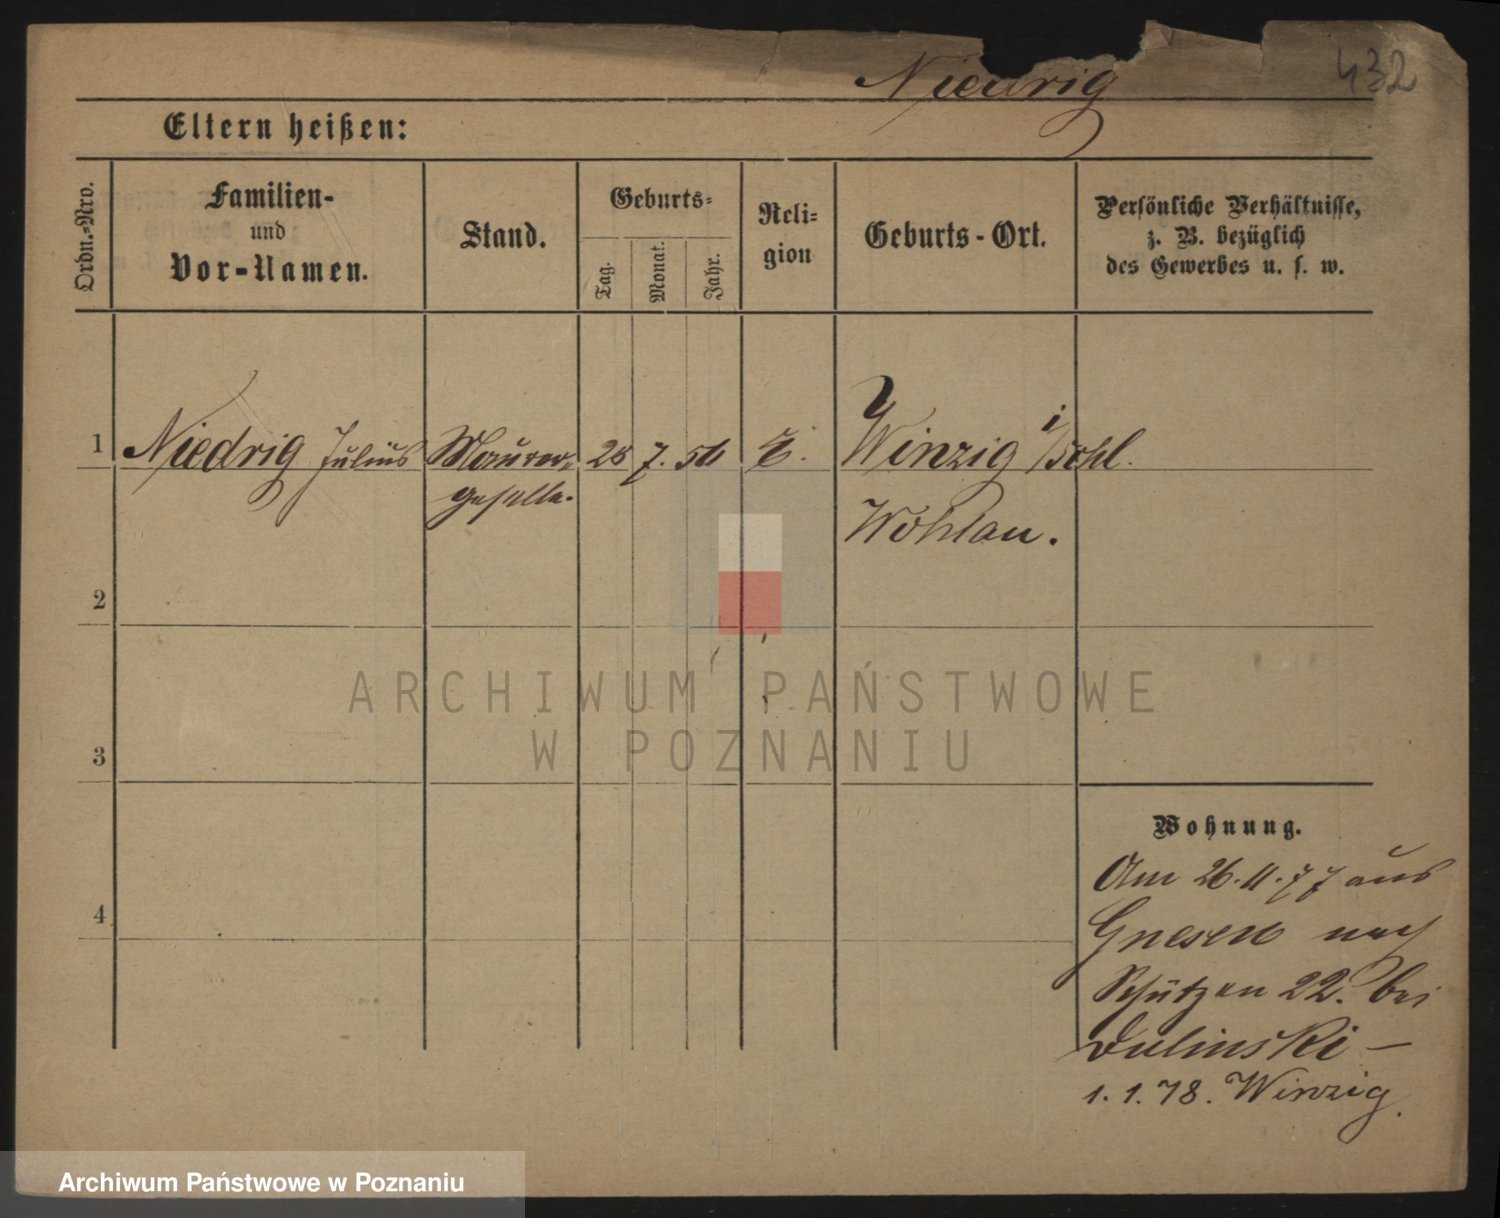 Niedrig 432
Eltern heißen:
Ordn.-Nro.
Familien-
und
Vor-Namen.
Stand.
Geburts-
Tag.
Monat.
Jahr.
Reli-
gion
Geburts-Ort.
Persönliche Verhältnisse,
z. B. bezüglich
des Gewerbes u. s. w.
1 Niedrig Julius Maurer- 28 7. E. Winzig i/Schl.
geselle. Wohlau.
2
3
4
ARCHIWUM PAŃSTWOWE
W POZNANIU
Wohnung.
Am 26.11.77 aus
Gnesen nach
Schützen 22. bei
Dulinski —
1.1.78. Winzig.
Archiwum Państwowe w Poznaniu